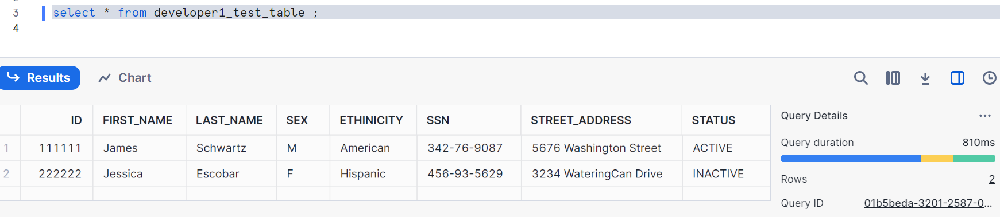 3 select * from developer1_test_table ;
4
Results Chart
ID FIRST_NAME LAST_NAME SEX ETHINICITY SSN STREET_ADDRESS STATUS
1 111111 James Schwartz M American 342-76-9087 5676 Washington Street ACTIVE
2 222222 Jessica Escobar F Hispanic 456-93-5629 3234 WateringCan Drive INACTIVE
Query Details ...
Query duration 810ms
Rows 2
Query ID 01b5beda-3201-2587-0...